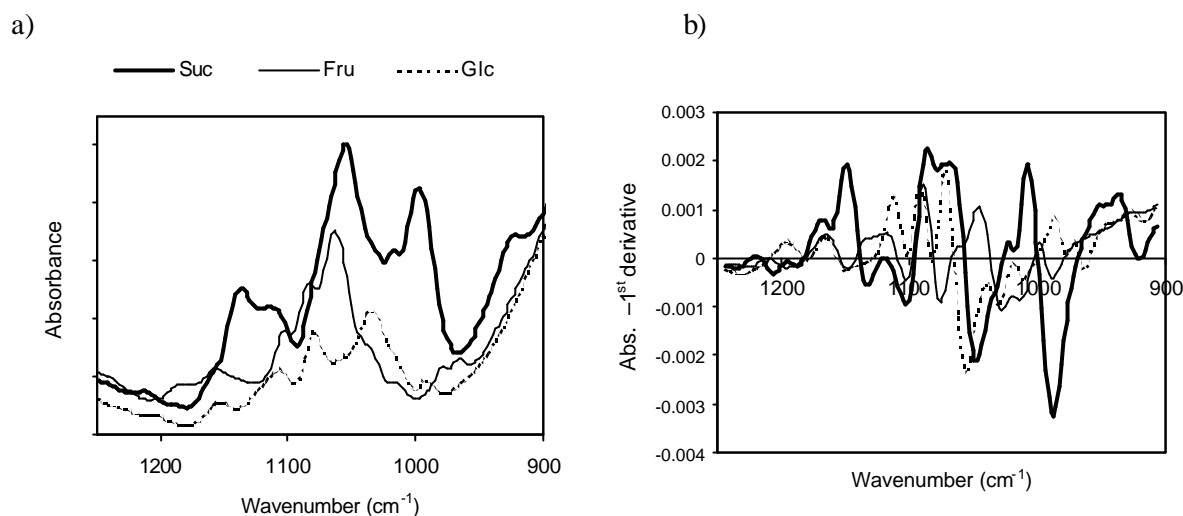 a)
Suc Fru Glc
Absorbance
1200 1100 1000 900
Wavenumber (cm⁻¹)
b)
0.003
0.002
0.001
0
-0.001
-0.002
-0.003
-0.004
Abs. –1ˢᵗ derivative
1200 1100 1000 900
Wavenumber (cm⁻¹)